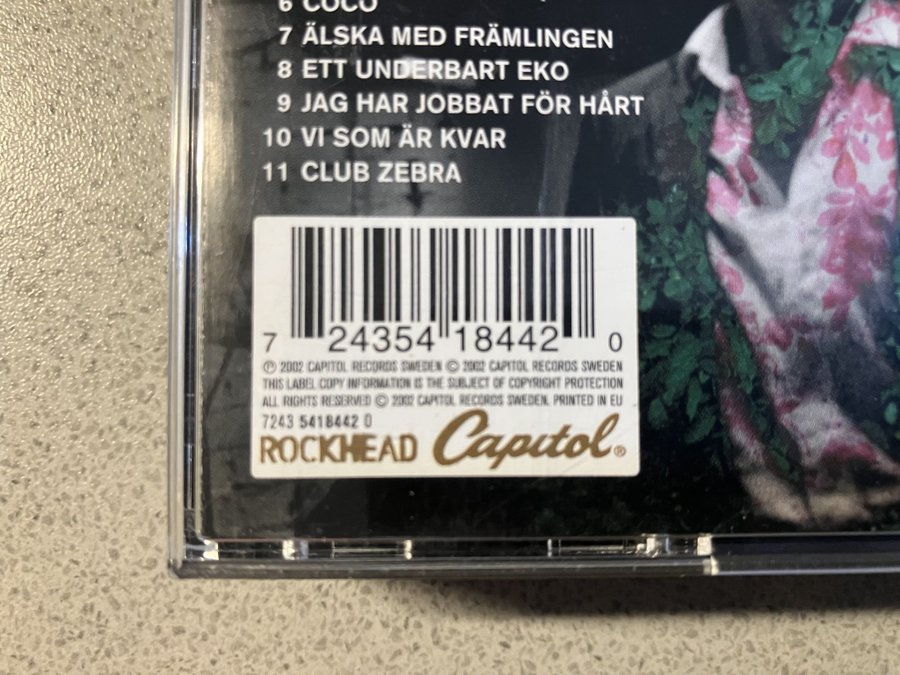 6 COCO
7 ÄLSKA MED FRÄMLINGEN
8 ETT UNDERBART EKO
9 JAG HAR JOBBAT FÖR HÅRT
10 VI SOM ÄR KVAR
11 CLUB ZEBRA
7 24354 18442 0
Ⓟ 2002 CAPITOL RECORDS SWEDEN © 2002 CAPITOL RECORDS SWEDEN
THIS LABEL COPY INFORMATION IS THE SUBJECT OF COPYRIGHT PROTECTION
ALL RIGHTS RESERVED © 2002 CAPITOL RECORDS SWEDEN. PRINTED IN EU
7243 5418442 0
ROCKHEAD Capitol®